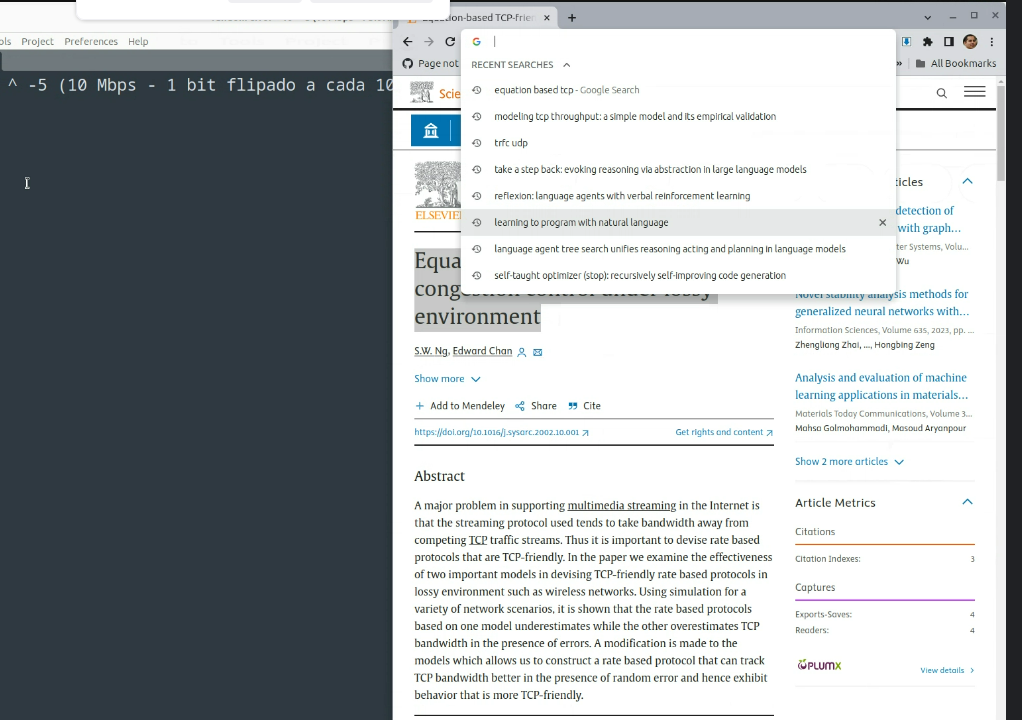 Equation-based TCP-frie
ols Project Preferences Help
^ -5 (10 Mbps - 1 bit flipado a cada 10
Page not
All Bookmarks
RECENT SEARCHES
equation based tcp - Google Search
modeling tcp throughput: a simple model and its empirical validation
trfc udp
take a step back: evoking reasoning via abstraction in large language models
reflexion: language agents with verbal reinforcement learning
learning to program with natural language
language agent tree search unifies reasoning acting and planning in language models
self-taught optimizer (stop): recursively self-improving code generation
Scie
ELSEVIE
Equa
congestion control under lossy
environment
S.W. Ng, Edward Chan
Show more
Add to Mendeley Share Cite
https://doi.org/10.1016/j.sysarc.2002.10.001
Get rights and content
Abstract
A major problem in supporting multimedia streaming in the Internet is
that the streaming protocol used tends to take bandwidth away from
competing TCP traffic streams. Thus it is important to devise rate based
protocols that are TCP-friendly. In the paper we examine the effectiveness
of two important models in devising TCP-friendly rate based protocols in
lossy environment such as wireless networks. Using simulation for a
variety of network scenarios, it is shown that the rate based protocols
based on one model underestimates while the other overestimates TCP
bandwidth in the presence of errors. A modification is made to the
models which allows us to construct a rate based protocol that can track
TCP bandwidth better in the presence of random error and hence exhibit
behavior that is more TCP-friendly.
ticles
detection of
with graph…
ter Systems, Volu…
Wu
Novel stability analysis methods for
generalized neural networks with…
Information Sciences, Volume 635, 2023, pp. …
Zhengliang Zhai, …, Hongbing Zeng
Analysis and evaluation of machine
learning applications in materials…
Materials Today Communications, Volume 3…
Mahsa Golmohammadi, Masoud Aryanpour
Show 2 more articles
Article Metrics
Citations
Citation Indexes: 3
Captures
Exports-Saves: 4
Readers: 4
PLUMX
View details